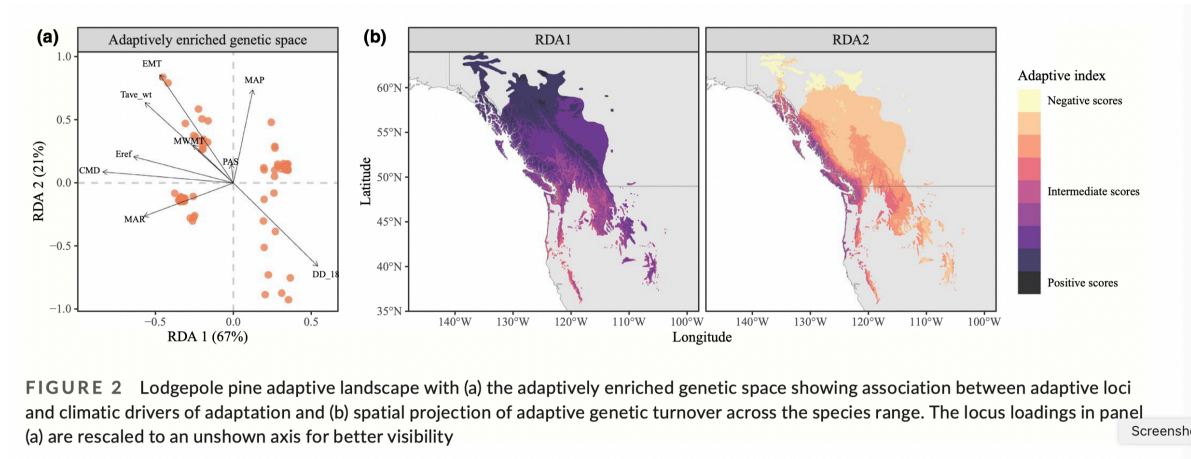 (a)
Adaptively enriched genetic space
1.0
0.5
0.0
−0.5
−1.0
RDA 2 (21%)
EMT
MAP
Tave_wt
MWMT
Eref
PAS
CMD
MAR
DD_18
−0.5
0.0
0.5
RDA 1 (67%)
(b)
RDA1
RDA2
60°N
55°N
50°N
45°N
40°N
35°N
Latitude
140°W 130°W 120°W 110°W 100°W
140°W 130°W 120°W 110°W 100°W
Longitude
Adaptive index
Negative scores
Intermediate scores
Positive scores
FIGURE 2 Lodgepole pine adaptive landscape with (a) the adaptively enriched genetic space showing association between adaptive loci
and climatic drivers of adaptation and (b) spatial projection of adaptive genetic turnover across the species range. The locus loadings in panel
(a) are rescaled to an unshown axis for better visibility